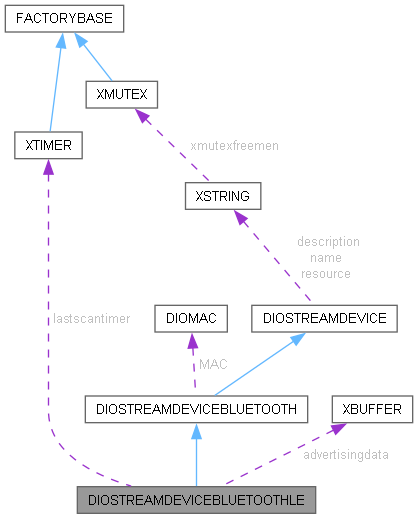 FACTORYBASE
XMUTEX
XTIMER
xmutexfreemen
XSTRING
description
name
resource
lastscantimer
DIOMAC
DIOSTREAMDEVICE
MAC
DIOSTREAMDEVICEBLUETOOTH
XBUFFER
advertisingdata
DIOSTREAMDEVICEBLUETOOTHLE